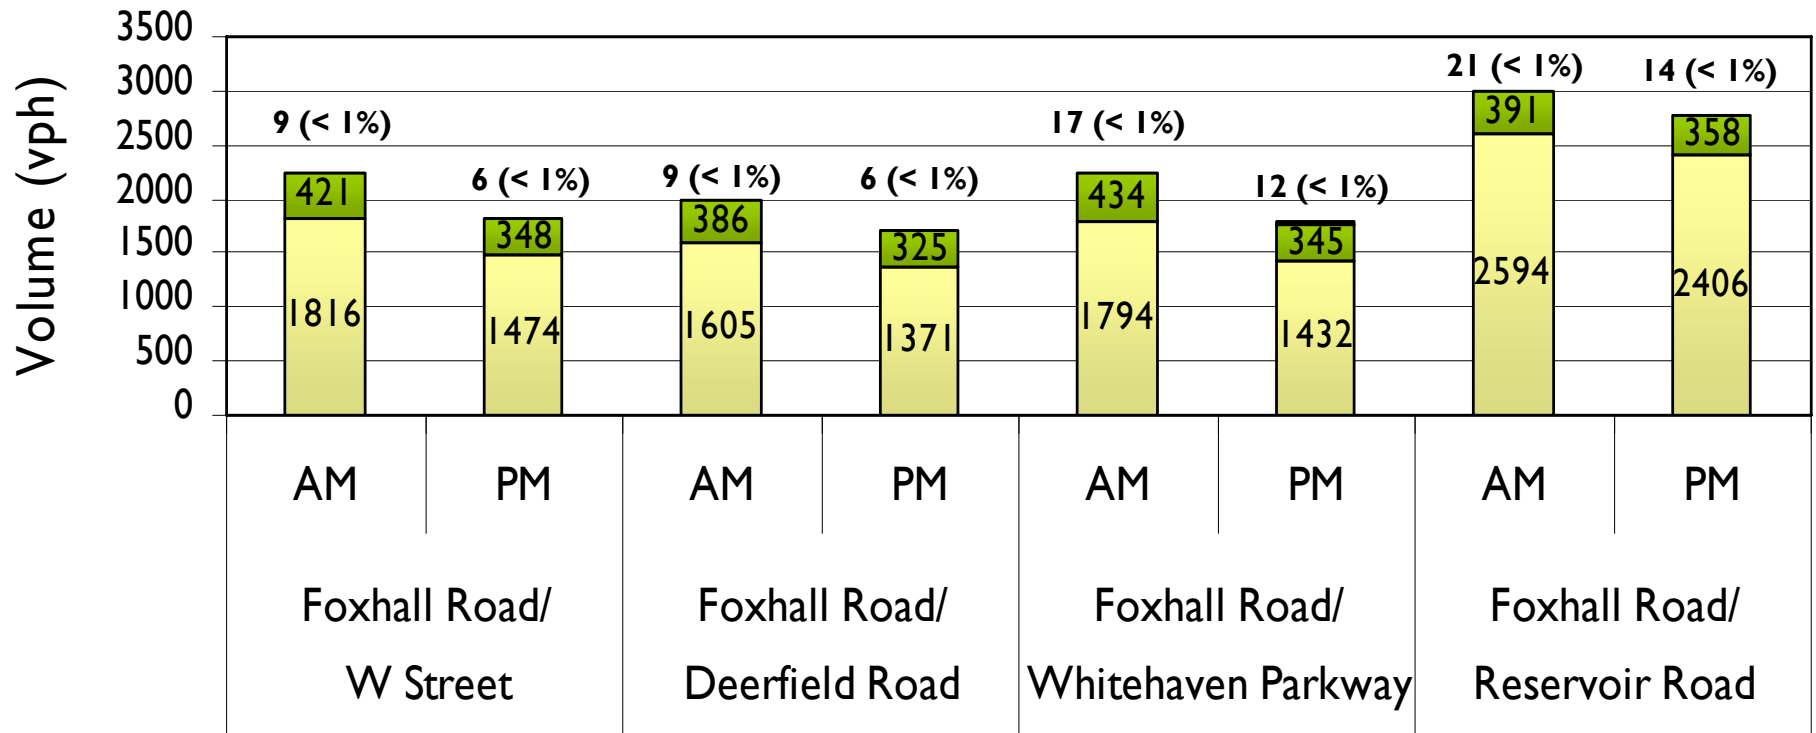 Volume (vph)
3500
3000
2500
2000
1500
1000
500
0
9 (< 1%)
421
1816
6 (< 1%)
348
1474
9 (< 1%)
386
1605
6 (< 1%)
325
1371
17 (< 1%)
434
1794
12 (< 1%)
345
1432
21 (< 1%)
391
2594
14 (< 1%)
358
2406
AM PM AM PM AM PM AM PM
Foxhall Road/
W Street
Foxhall Road/
Deerfield Road
Foxhall Road/
Whitehaven Parkway
Foxhall Road/
Reservoir Road